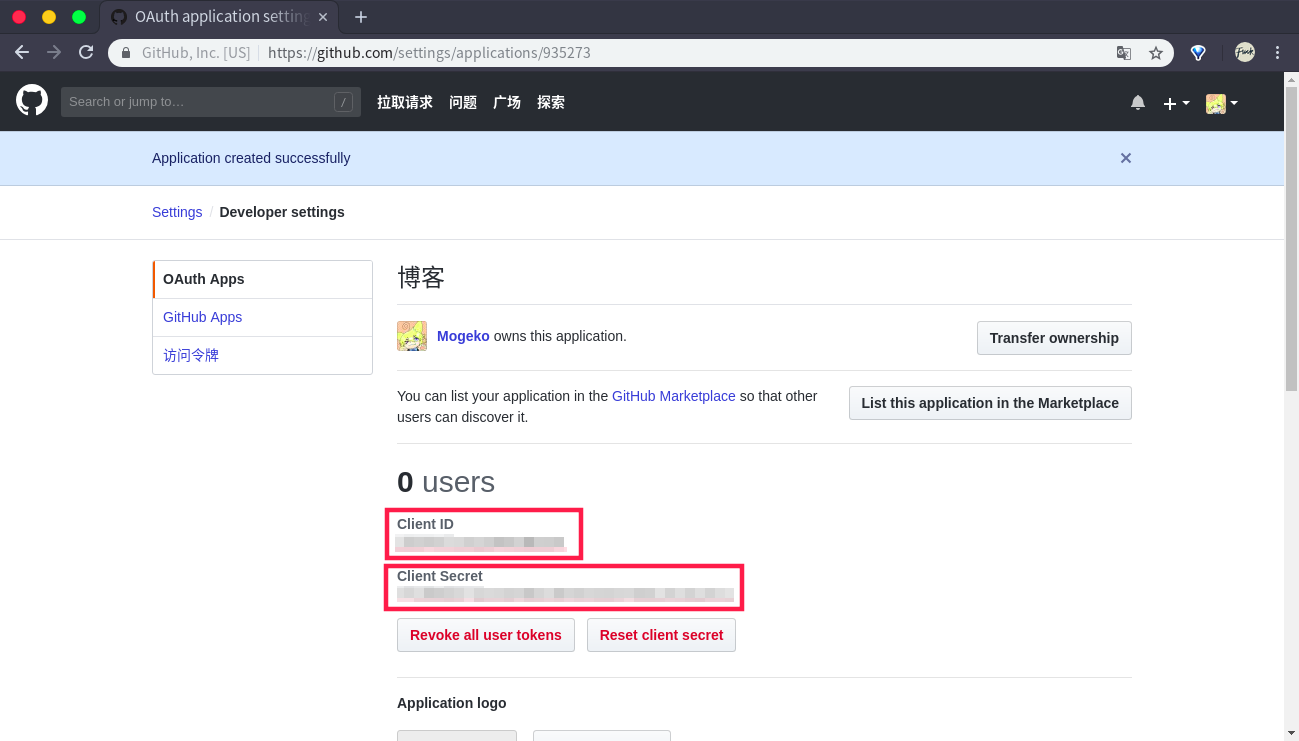 OAuth application setting
GitHub, Inc. [US] https://github.com/settings/applications/935273
Search or jump to… / 拉取请求 问题 广场 探索
Application created successfully
Settings / Developer settings
OAuth Apps
GitHub Apps
访问令牌
博客
Mogeko owns this application.
Transfer ownership
You can list your application in the GitHub Marketplace so that other
users can discover it.
List this application in the Marketplace
0 users
Client ID
Client Secret
Revoke all user tokens Reset client secret
Application logo